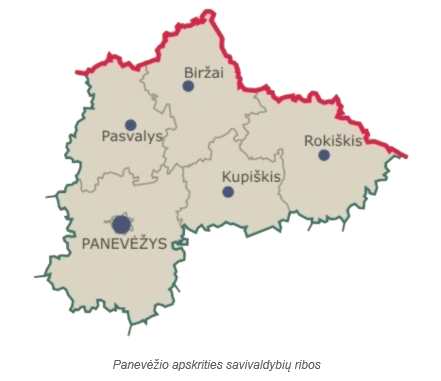 Biržai
Pasvalys
Rokiškis
Kupiškis
PANEVĖŽYS
Panevėžio apskrities savivaldybių ribos